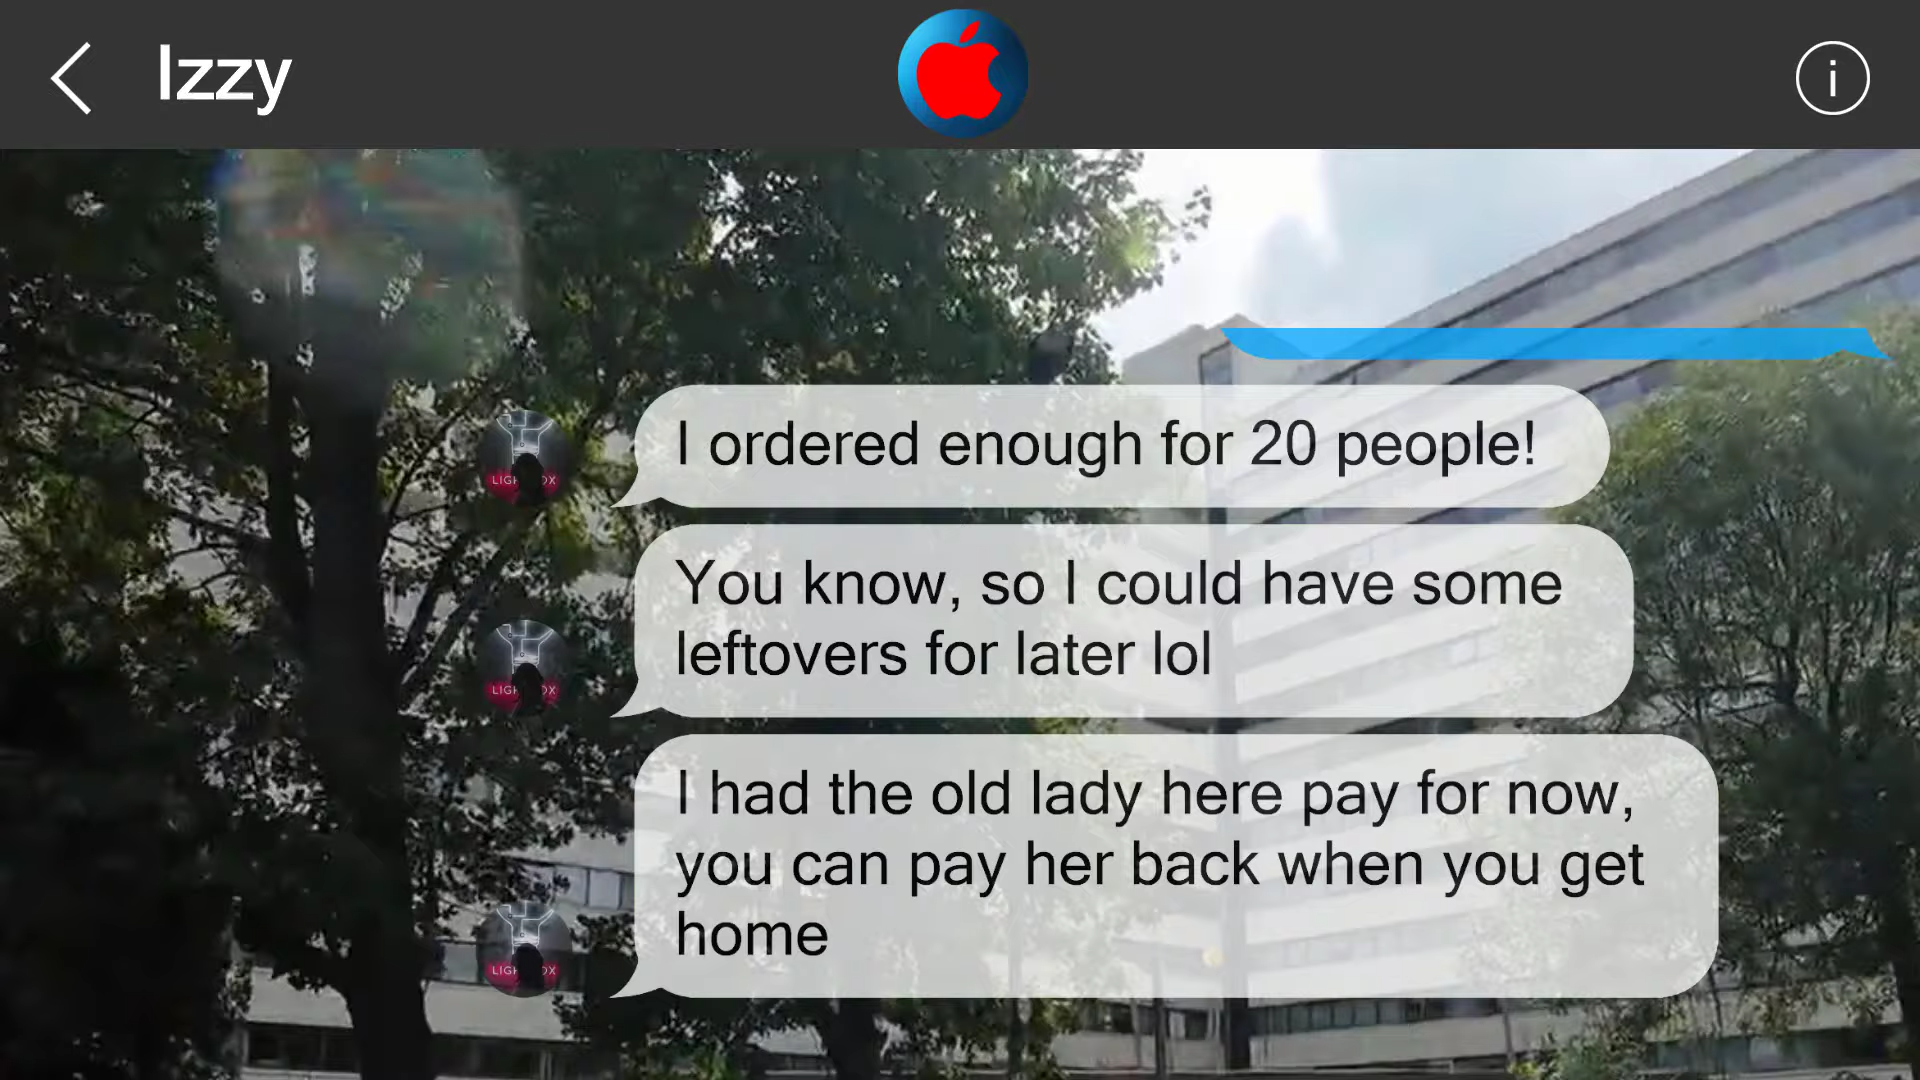 Izzy
i
I ordered enough for 20 people!
You know, so I could have some
leftovers for later lol
I had the old lady here pay for now,
you can pay her back when you get
home